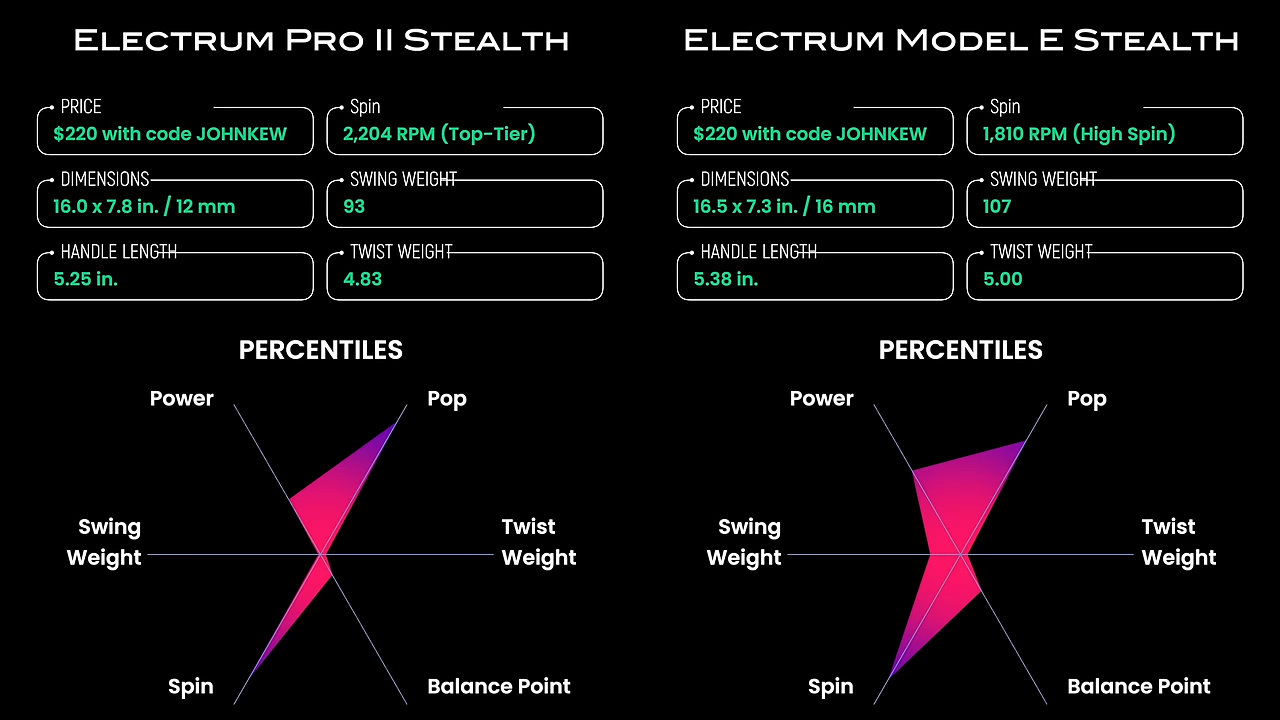 ELECTRUM PRO II STEALTH
PRICE
$220 with code JOHNKEW
Spin
2,204 RPM (Top-Tier)
DIMENSIONS
16.0 x 7.8 in. / 12 mm
SWING WEIGHT
93
HANDLE LENGTH
5.25 in.
TWIST WEIGHT
4.83
PERCENTILES
Power
Pop
Swing
Weight
Twist
Weight
Spin
Balance Point
ELECTRUM MODEL E STEALTH
PRICE
$220 with code JOHNKEW
Spin
1,810 RPM (High Spin)
DIMENSIONS
16.5 x 7.3 in. / 16 mm
SWING WEIGHT
107
HANDLE LENGTH
5.38 in.
TWIST WEIGHT
5.00
PERCENTILES
Power
Pop
Swing
Weight
Twist
Weight
Spin
Balance Point